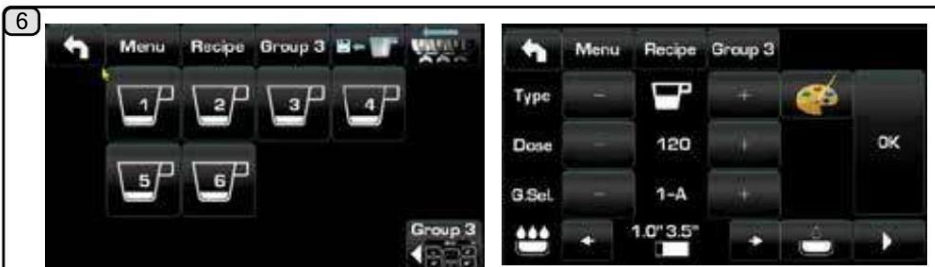 6
Menu Recipe Group 3
1 2 3 4
5 6
Group 3
Menu Recipe Group 3
Type - +
Dose - 120 + OK
G.Sel. - 1-A +
1.0" 3.5"